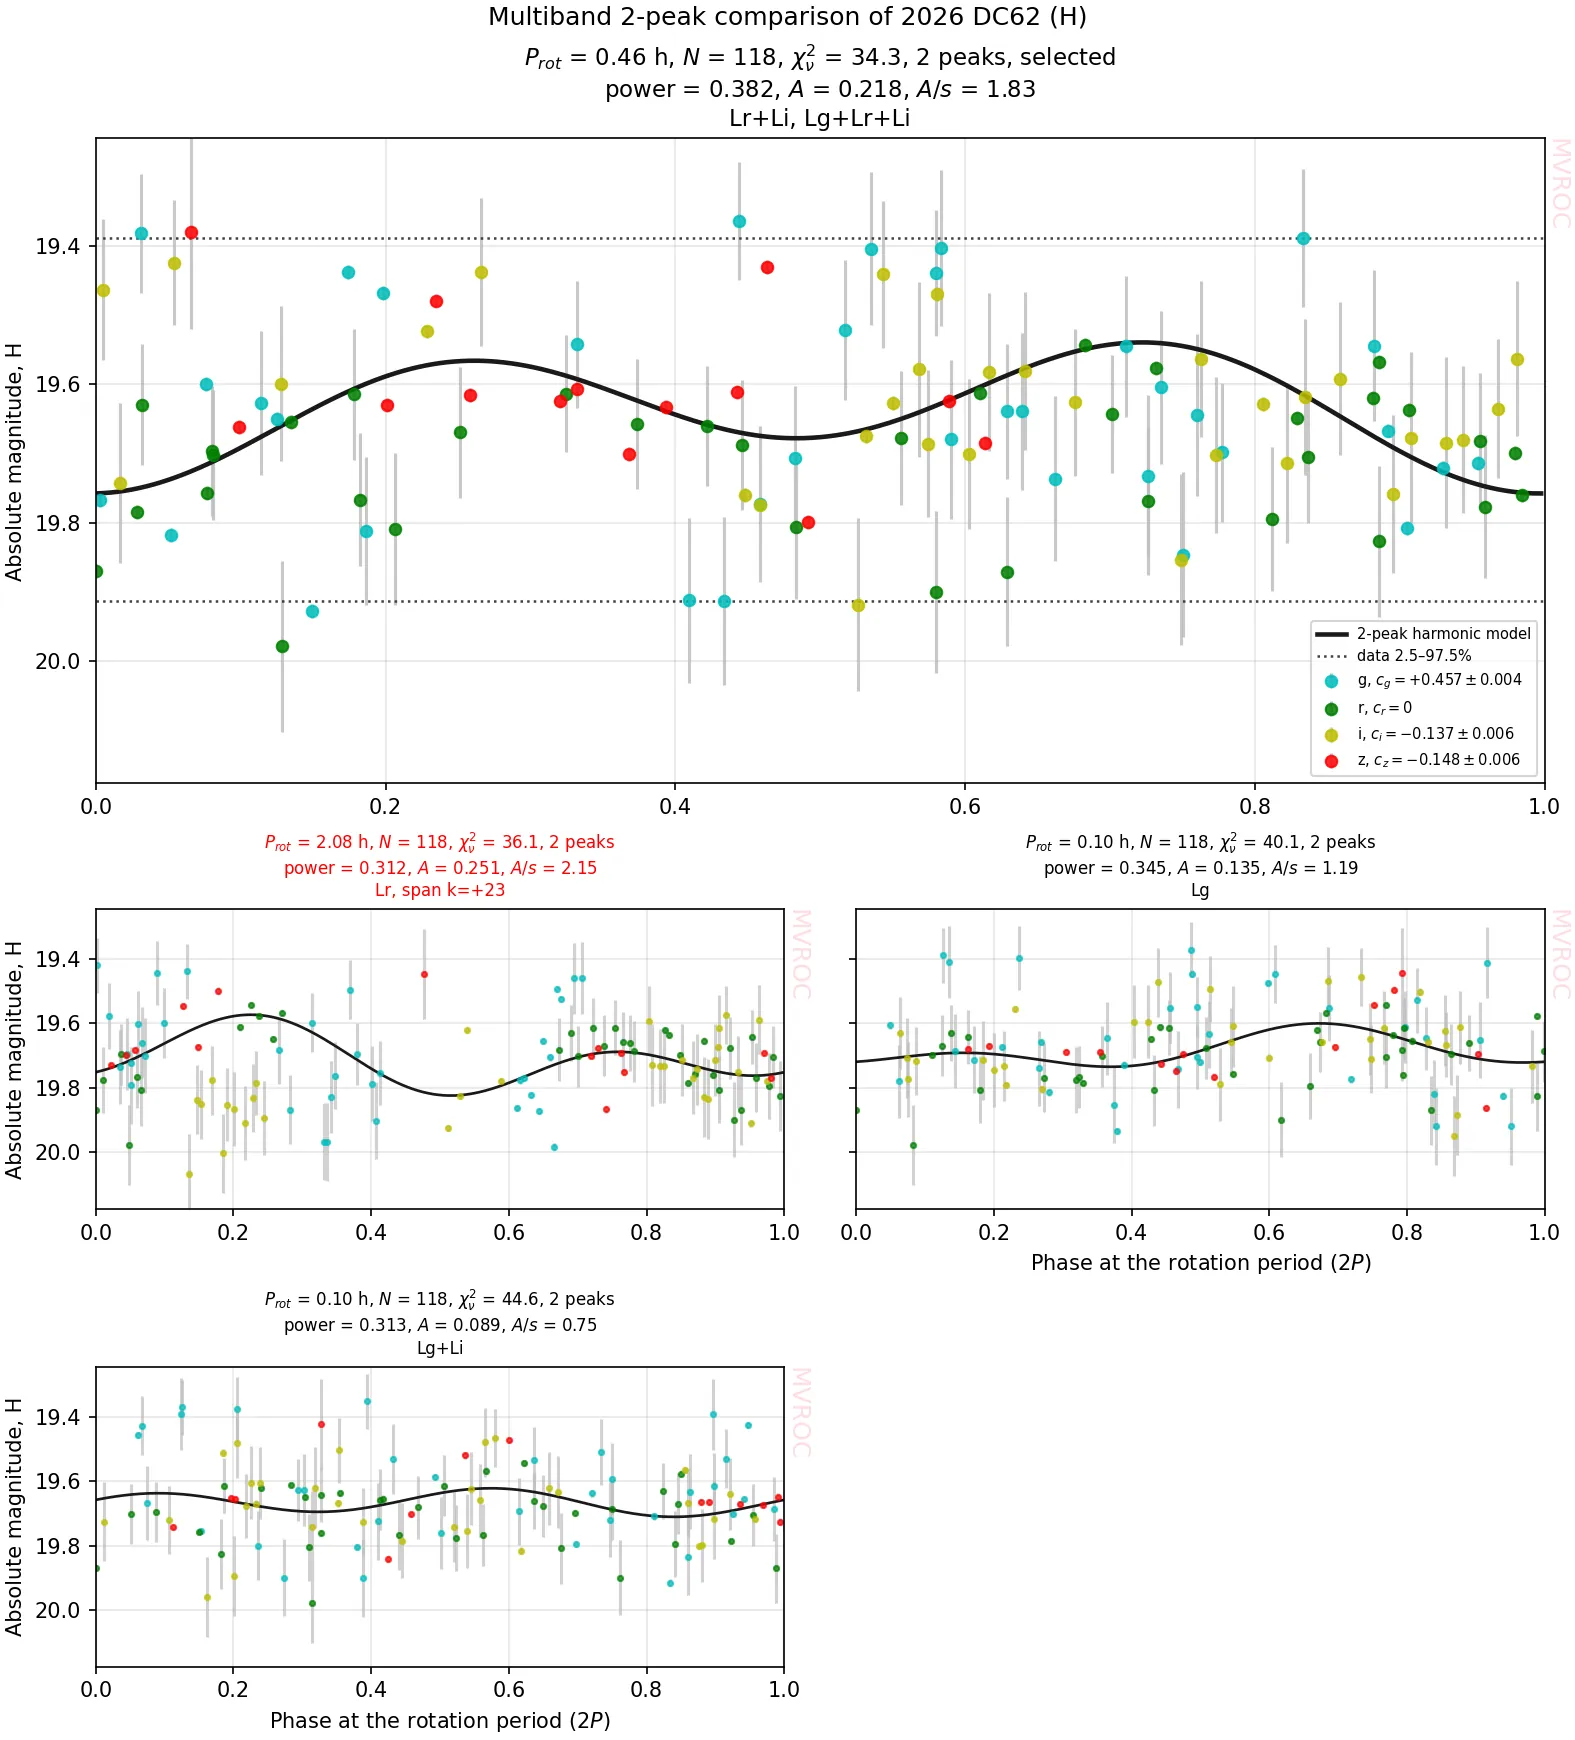 Multiband 2-peak comparison of 2026 DC62 (H)
P_rot = 0.46 h, N = 118, χ²_ν = 34.3, 2 peaks, selected
power = 0.382, A = 0.218, A/s = 1.83
Lr+Li, Lg+Lr+Li
MVROC
Absolute magnitude, H
19.4
19.6
19.8
20.0
2-peak harmonic model
data 2.5–97.5%
g, c_g = +0.457 ± 0.004
r, c_r = 0
i, c_i = −0.137 ± 0.006
z, c_z = −0.148 ± 0.006
0.0 0.2 0.4 0.6 0.8 1.0
P_rot = 2.08 h, N = 118, χ²_ν = 36.1, 2 peaks
power = 0.312, A = 0.251, A/s = 2.15
Lr, span k=+23
MVROC
Absolute magnitude, H
19.4
19.6
19.8
20.0
0.0 0.2 0.4 0.6 0.8 1.0
P_rot = 0.10 h, N = 118, χ²_ν = 40.1, 2 peaks
power = 0.345, A = 0.135, A/s = 1.19
Lg
MVROC
0.0 0.2 0.4 0.6 0.8 1.0
Phase at the rotation period (2P)
P_rot = 0.10 h, N = 118, χ²_ν = 44.6, 2 peaks
power = 0.313, A = 0.089, A/s = 0.75
Lg+Li
MVROC
Absolute magnitude, H
19.4
19.6
19.8
20.0
0.0 0.2 0.4 0.6 0.8 1.0
Phase at the rotation period (2P)